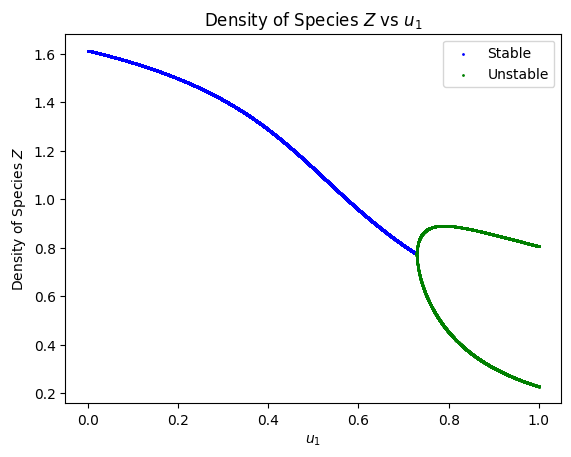 Density of Species Z vs u₁
Stable
Unstable
Density of Species Z
1.6
1.4
1.2
1.0
0.8
0.6
0.4
0.2
0.0 0.2 0.4 0.6 0.8 1.0
u₁